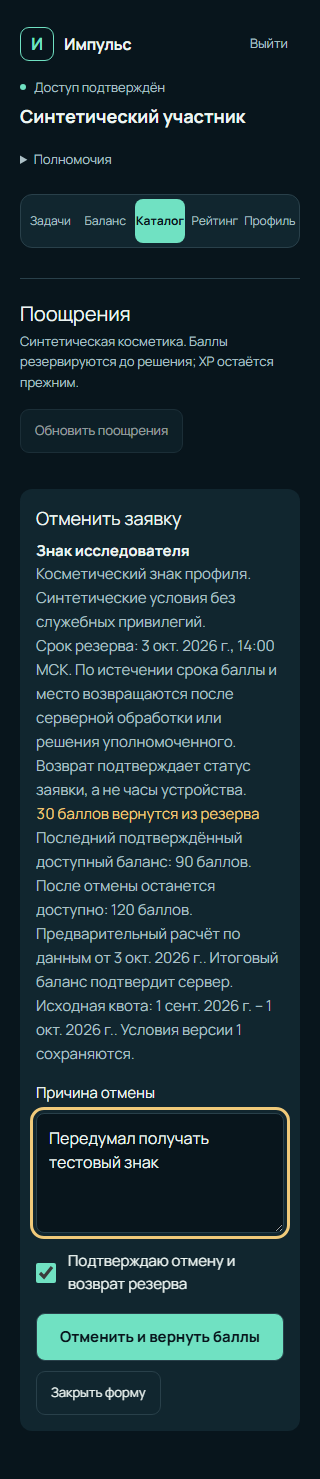 И Импульс Выйти
Доступ подтверждён
Синтетический участник
Полномочия
Задачи Баланс Каталог Рейтинг Профиль
Поощрения
Синтетическая косметика. Баллы
резервируются до решения; XP остаётся
прежним.
Обновить поощрения
Отменить заявку
Знак исследователя
Косметический знак профиля.
Синтетические условия без
служебных привилегий.
Срок резерва: 3 окт. 2026 г., 14:00
МСК. По истечении срока баллы и
место возвращаются после
серверной обработки или
решения уполномоченного.
Возврат подтверждает статус
заявки, а не часы устройства.
30 баллов вернутся из резерва
Последний подтверждённый
доступный баланс: 90 баллов.
После отмены останется
доступно: 120 баллов.
Предварительный расчёт по
данным от 3 окт. 2026 г.. Итоговый
баланс подтвердит сервер.
Исходная квота: 1 сент. 2026 г. – 1
окт. 2026 г.. Условия версии 1
сохраняются.
Причина отмены
Передумал получать
тестовый знак
Подтверждаю отмену и
возврат резерва
Отменить и вернуть баллы
Закрыть форму